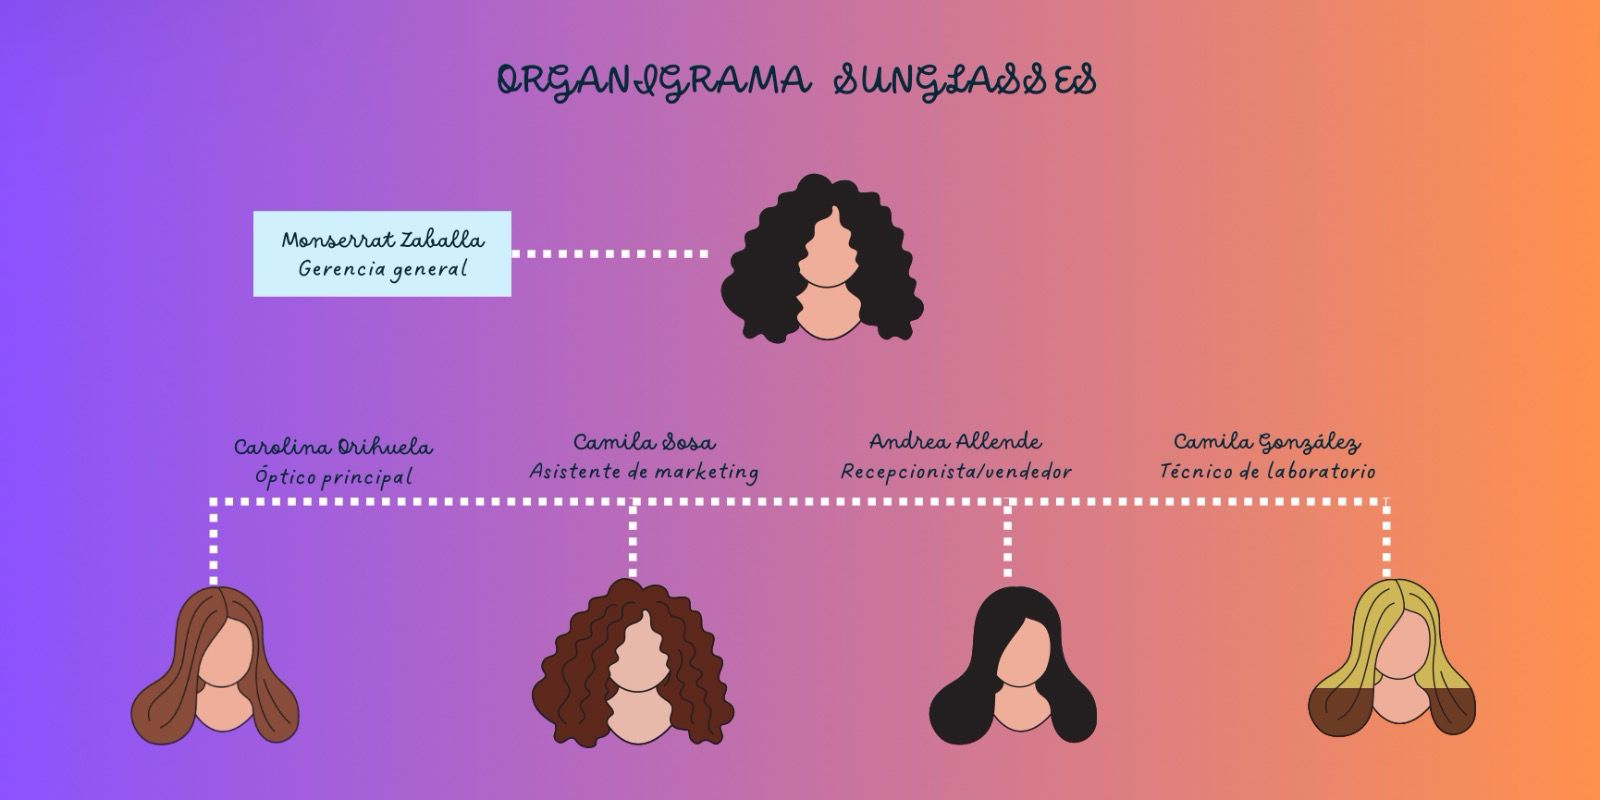 ORGANIGRAMA SUNGLASSES
Monserrat Zaballa
Gerencia general
Carolina Orihuela
Óptico principal
Camila Sosa
Asistente de marketing
Andrea Allende
Recepcionista/vendedor
Camila González
Técnico de laboratorio